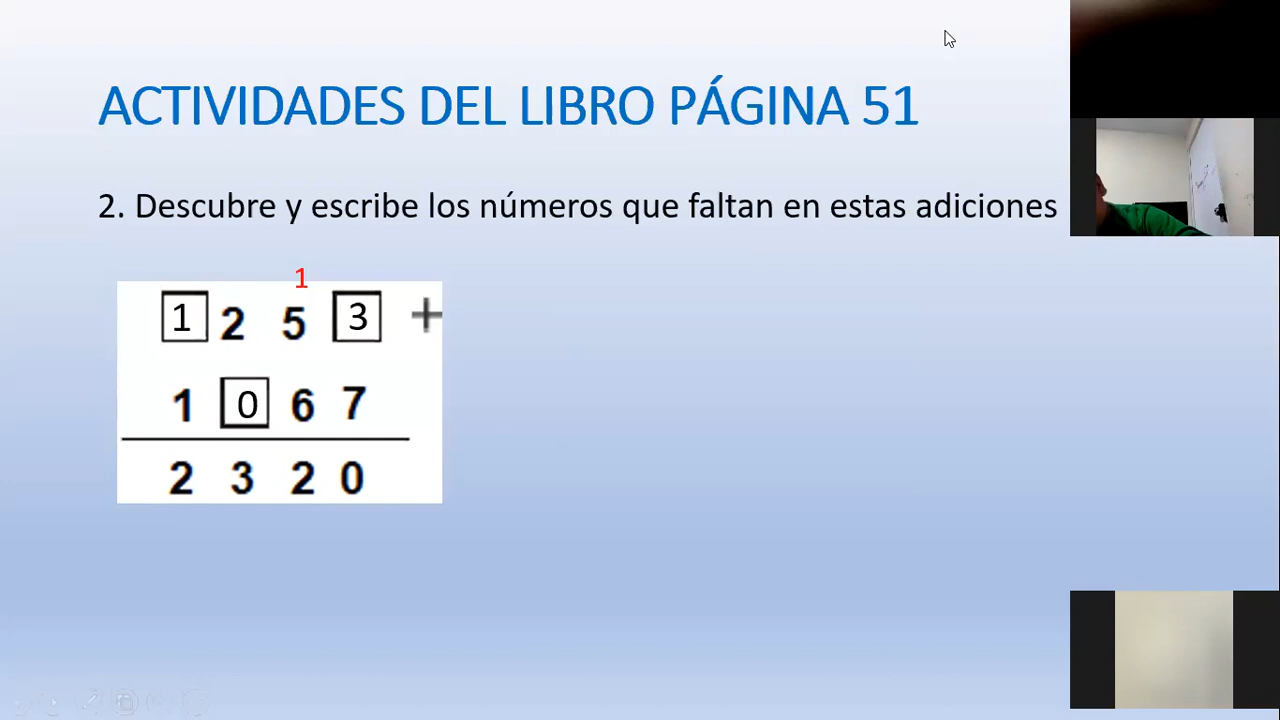 ACTIVIDADES DEL LIBRO PÁGINA 51
2. Descubre y escribe los números que faltan en estas adiciones
1
1 2 5 3 +
1 0 6 7
2 3 2 0